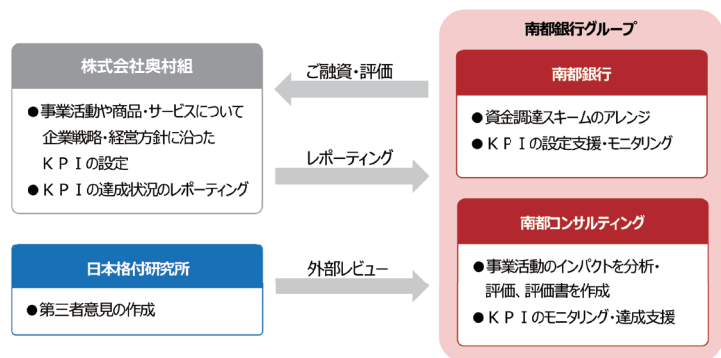 株式会社奥村組
●事業活動や商品・サービスについて
企業戦略・経営方針に沿った
ＫＰＩの設定
●ＫＰＩの達成状況のレポーティング
日本格付研究所
●第三者意見の作成
ご融資・評価
レポーティング
外部レビュー
南都銀行グループ
南都銀行
●資金調達スキームのアレンジ
●ＫＰＩの設定支援・モニタリング
南都コンサルティング
●事業活動のインパクトを分析・
評価、評価書を作成
●ＫＰＩのモニタリング・達成支援